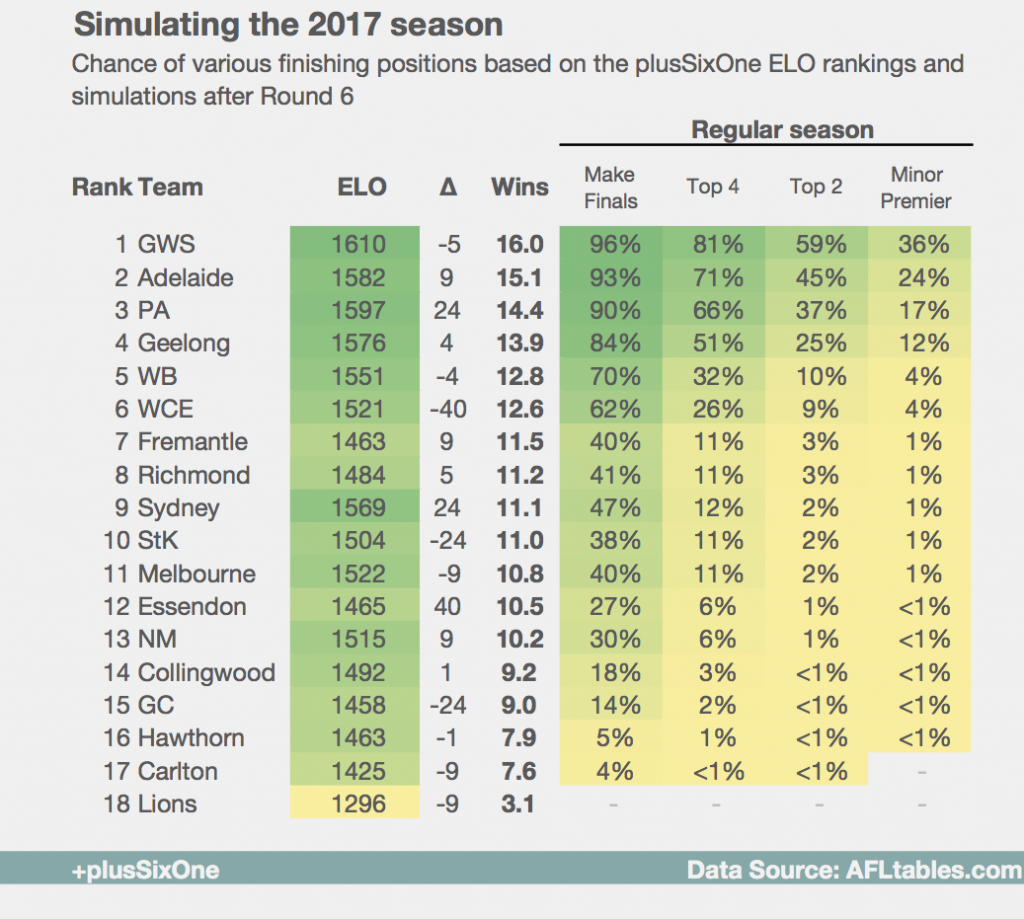 Simulating the 2017 season
Chance of various finishing positions based on the plusSixOne ELO rankings and
simulations after Round 6
Regular season
Rank Team ELO Δ Wins Make Finals Top 4 Top 2 Minor Premier
1 GWS 1610 -5 16.0 96% 81% 59% 36%
2 Adelaide 1582 9 15.1 93% 71% 45% 24%
3 PA 1597 24 14.4 90% 66% 37% 17%
4 Geelong 1576 4 13.9 84% 51% 25% 12%
5 WB 1551 -4 12.8 70% 32% 10% 4%
6 WCE 1521 -40 12.6 62% 26% 9% 4%
7 Fremantle 1463 9 11.5 40% 11% 3% 1%
8 Richmond 1484 5 11.2 41% 11% 3% 1%
9 Sydney 1569 24 11.1 47% 12% 2% 1%
10 StK 1504 -24 11.0 38% 11% 2% 1%
11 Melbourne 1522 -9 10.8 40% 11% 2% 1%
12 Essendon 1465 40 10.5 27% 6% 1% <1%
13 NM 1515 9 10.2 30% 6% 1% <1%
14 Collingwood 1492 1 9.2 18% 3% <1% <1%
15 GC 1458 -24 9.0 14% 2% <1% <1%
16 Hawthorn 1463 -1 7.9 5% 1% <1% <1%
17 Carlton 1425 -9 7.6 4% <1% <1% -
18 Lions 1296 -9 3.1 - - - -
+plusSixOne Data Source: AFLtables.com